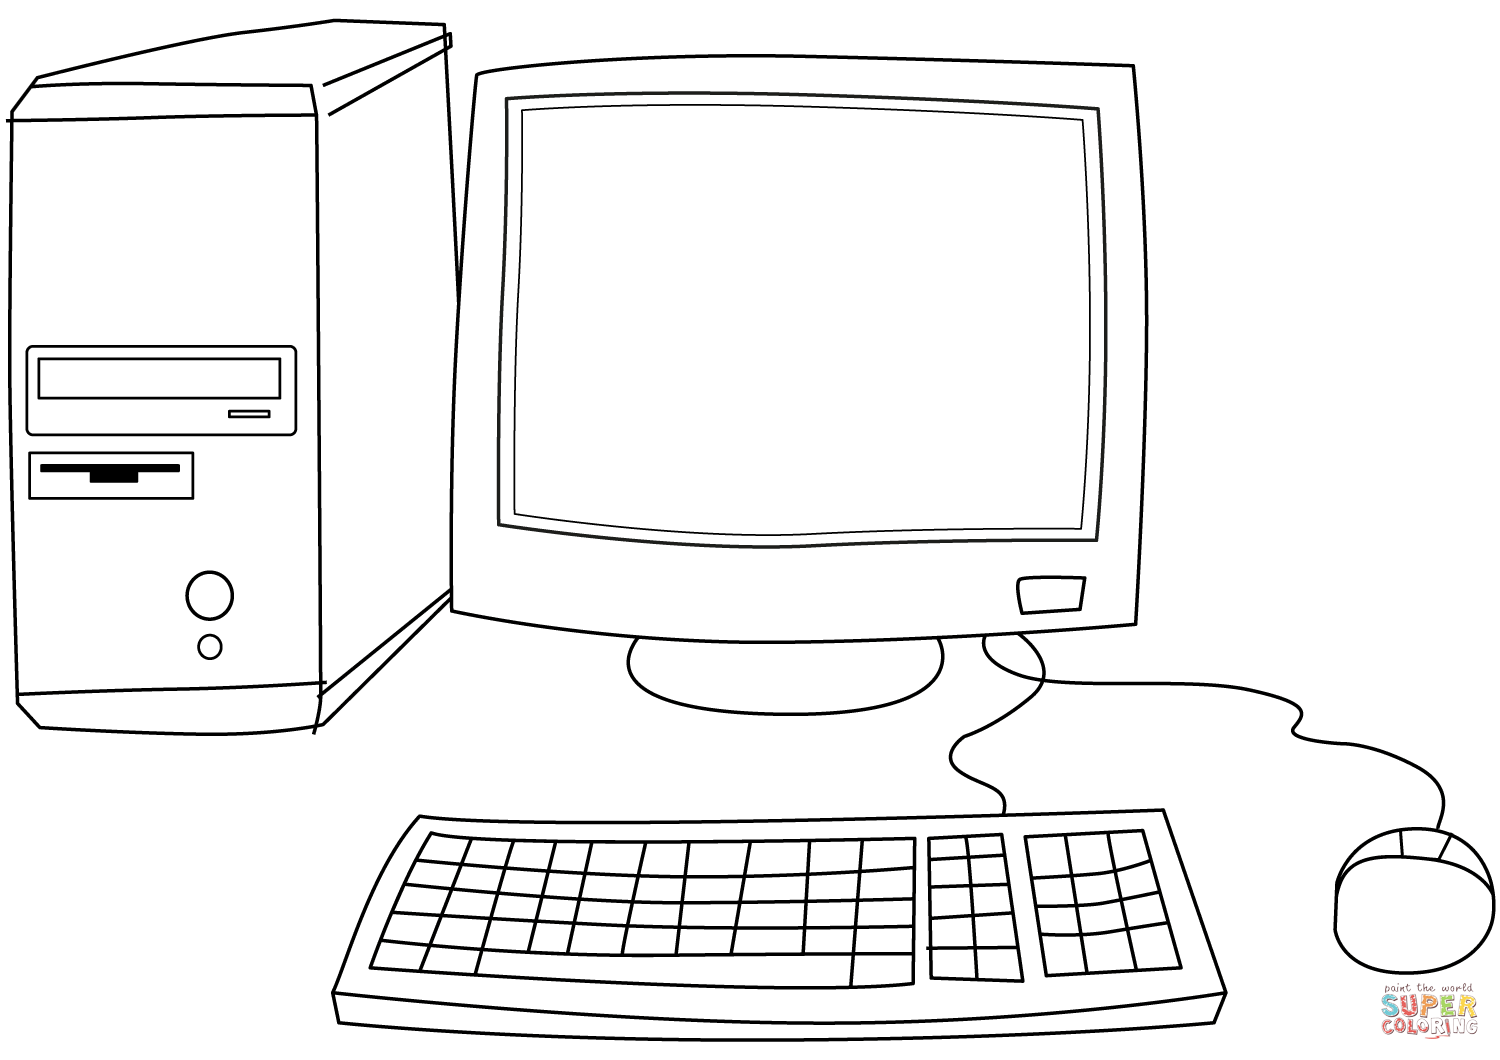 paint the world
SUPER
COLORING